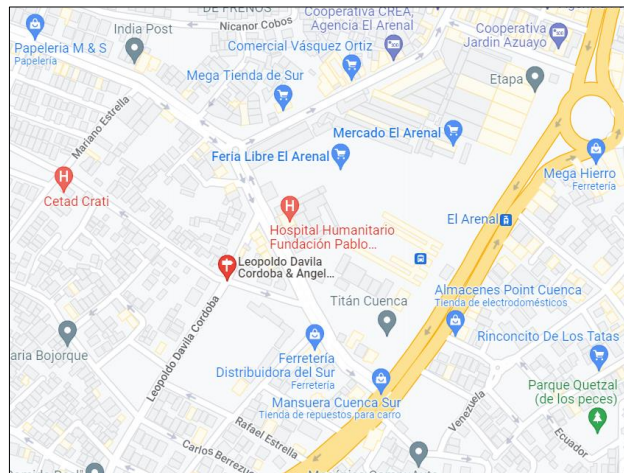 DE FRENOS
Nicanor Cobos
Cooperativa CREA,
Agencia El Arenal
India Post
Papeleria M & S
Papelería
Comercial Vásquez Ortiz
Cooperativa
Jardin Azuayo
Mega Tienda de Sur
Etapa
Mariano Estrella
Mercado El Arenal
Feria Libre El Arenal
Mega Hierro
Ferretería
Cetad Crati
Hospital Humanitario
Fundación Pablo...
El Arenal
Leopoldo Davila
Cordoba & Angel...
Almacenes Point Cuenca
Tienda de electrodomésticos
Titán Cuenca
Leopoldo Davila Cordoba
aria Bojorque
Rinconcito De Los Tatas
Ferretería
Distribuidora del Sur
Ferretería
Parque Quetzal
(de los peces)
Mansuera Cuenca Sur
Tienda de repuestos para carro
Venezuela
Rafael Estrella
Ecuador
Carlos Berrezu